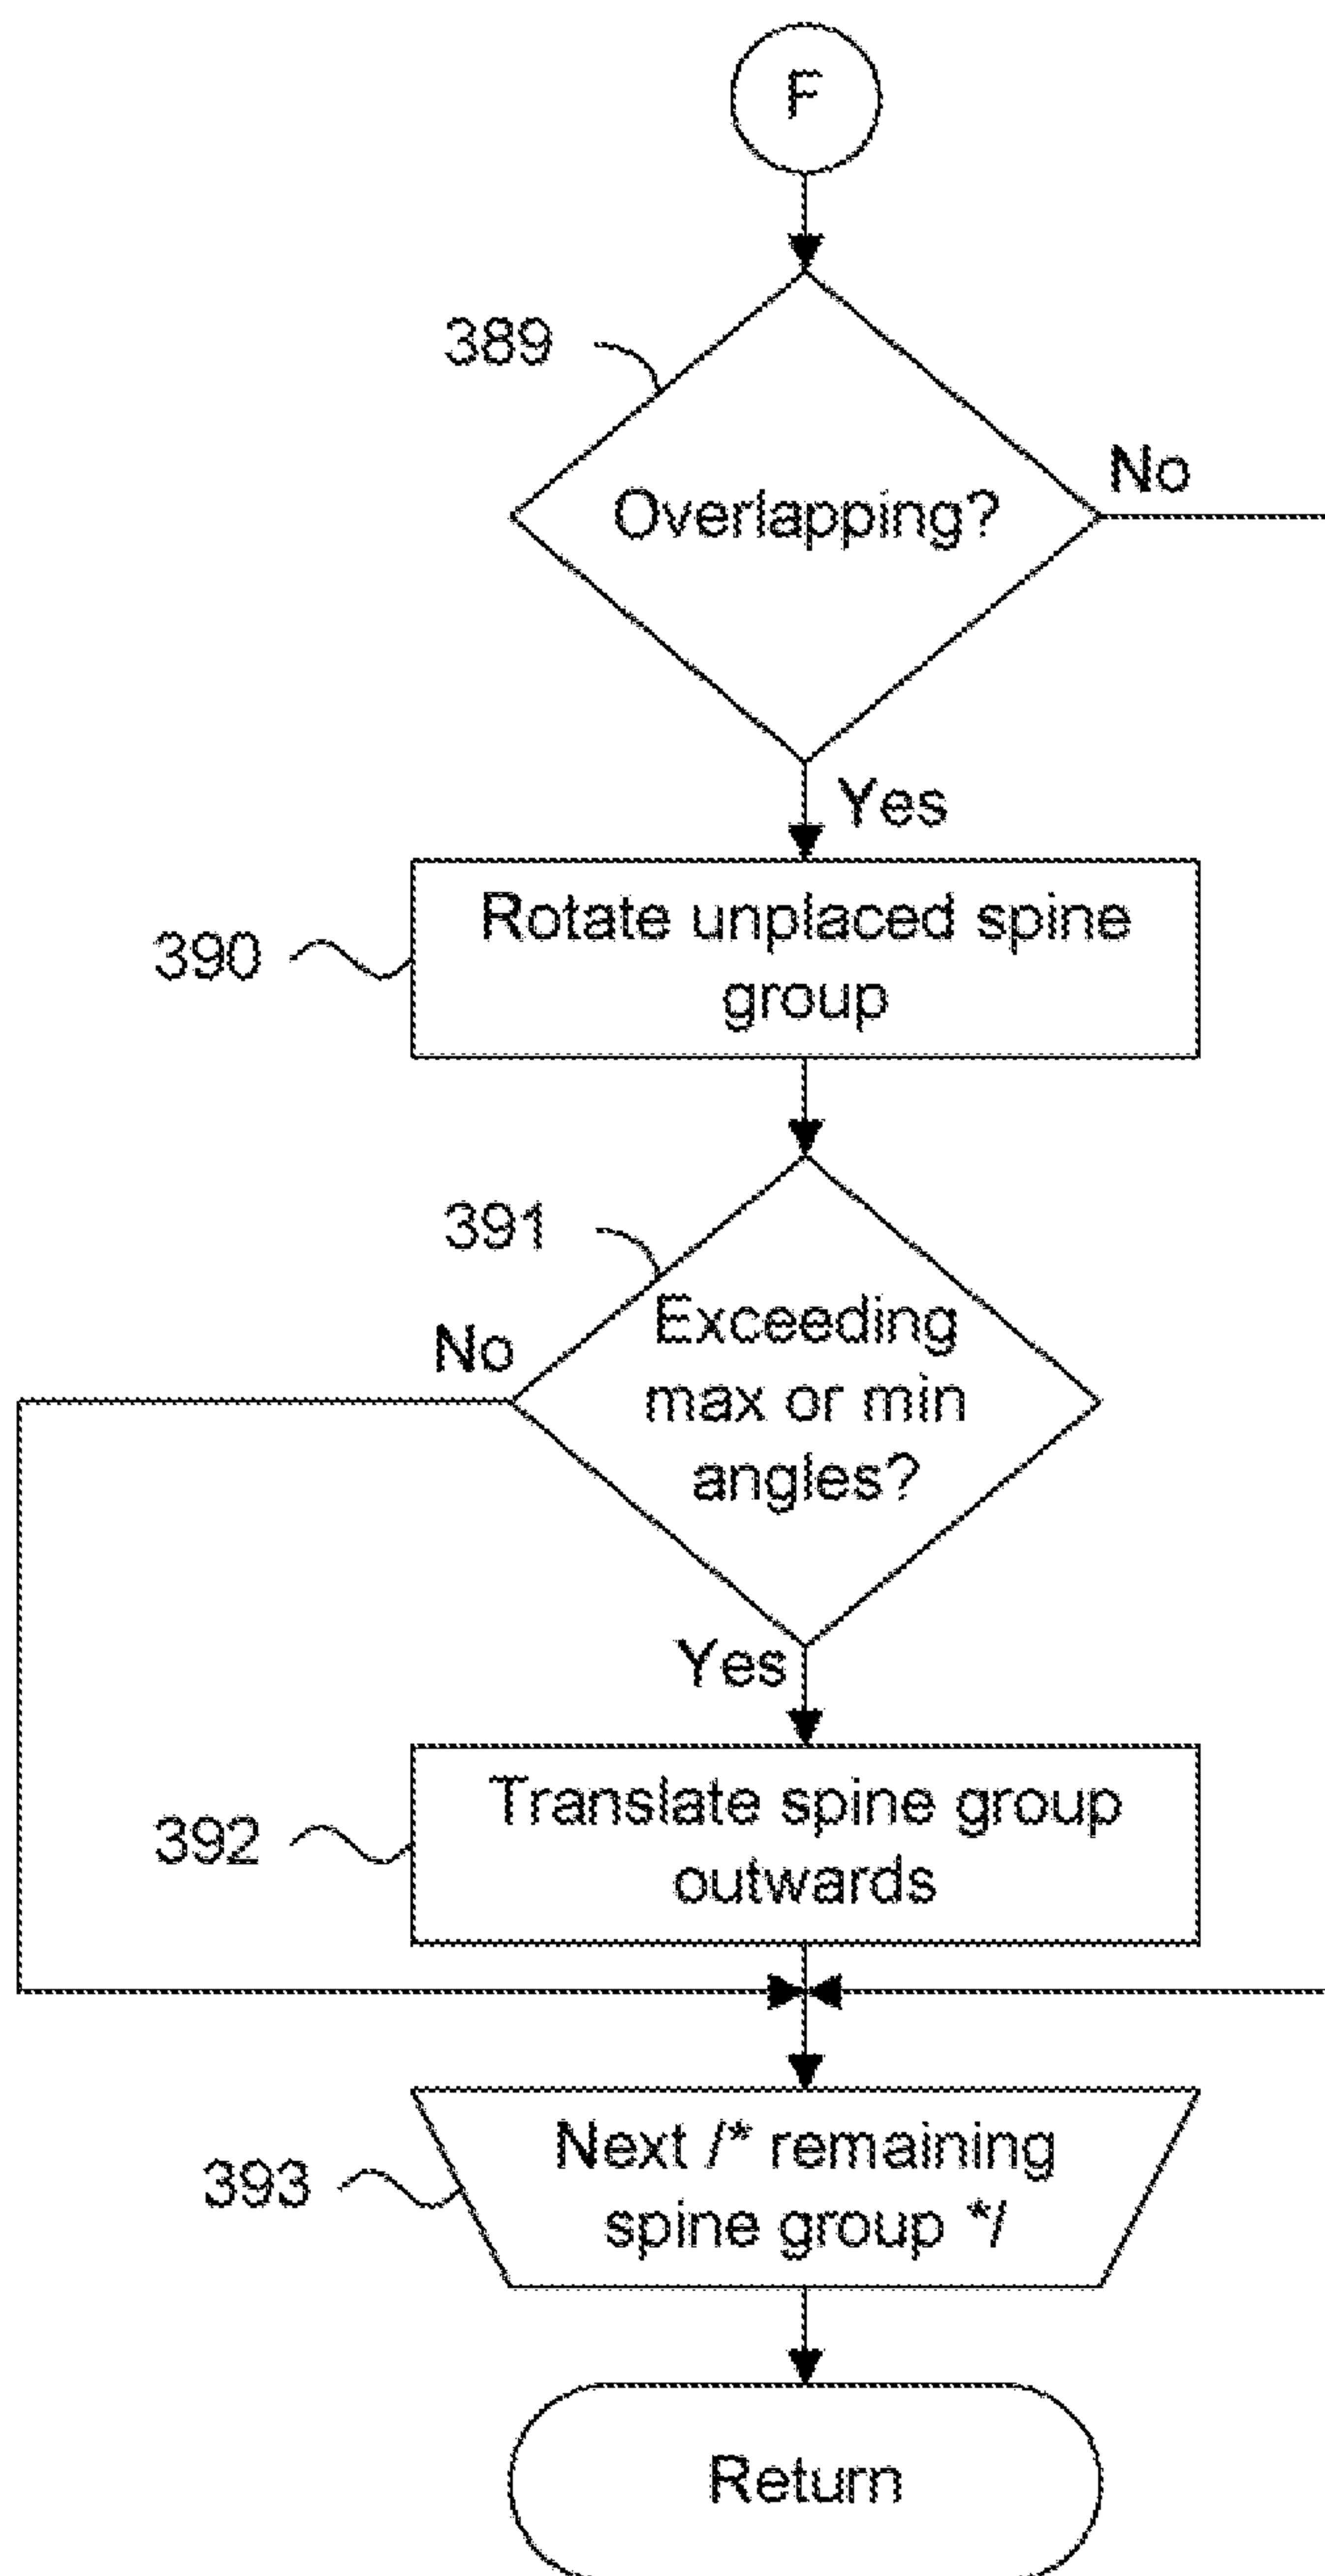 F
389
Overlapping?
No
Yes
390
Rotate unplaced spine
group
391
No
Exceeding
max or min
angles?
Yes
392
Translate spine group
outwards
393
Next /* remaining
spine group */
Return